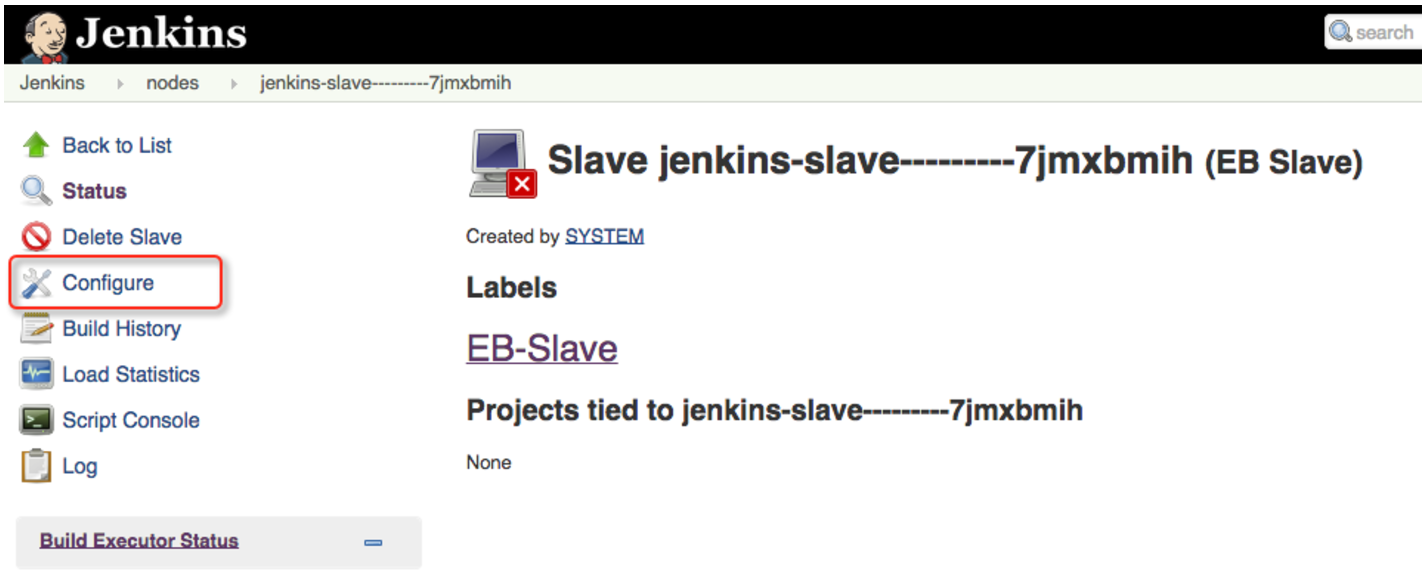 Jenkins
search
Jenkins nodes jenkins-slave---------7jmxbmih
Back to List
Status
Delete Slave
Configure
Build History
Load Statistics
Script Console
Log
Build Executor Status
Slave jenkins-slave---------7jmxbmih (EB Slave)
Created by SYSTEM
Labels
EB-Slave
Projects tied to jenkins-slave---------7jmxbmih
None